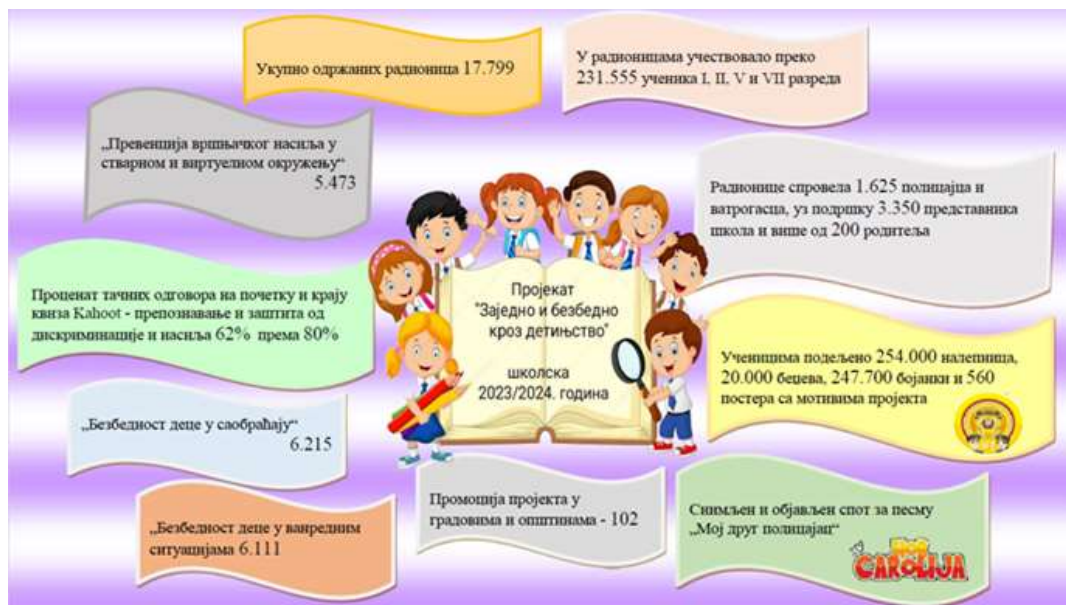 Укупно одржаних радионица 17.799
У радионицама учествовало преко
231.555 ученика I, II, V и VII разреда
„Превенција вршњачког насиља у
стварном и виртуелном окружењу“
5.473
Радионице спровела 1.625 полицајца и
ватрогасца, уз подршку 3.350 представника
школа и више од 200 родитеља
Проценат тачних одговора на почетку и крају
квиза Kahoot - препознавање и заштита од
дискриминације и насиља 62% према 80%
Пројекат
"Заједно и безбедно
кроз детињство"
школска
2023/2024. година
Ученицима подељено 254.000 налепница,
20.000 беџева, 247.700 бојанки и 560
постера са мотивима пројекта
„Безбедност деце у саобраћају“
6.215
„Безбедност деце у ванредним
ситуацијама 6.111
Промоција пројекта у
градовима и општинама - 102
Снимљен и објављен спот за песму
„Мој друг полицајац“
CAROLIJA